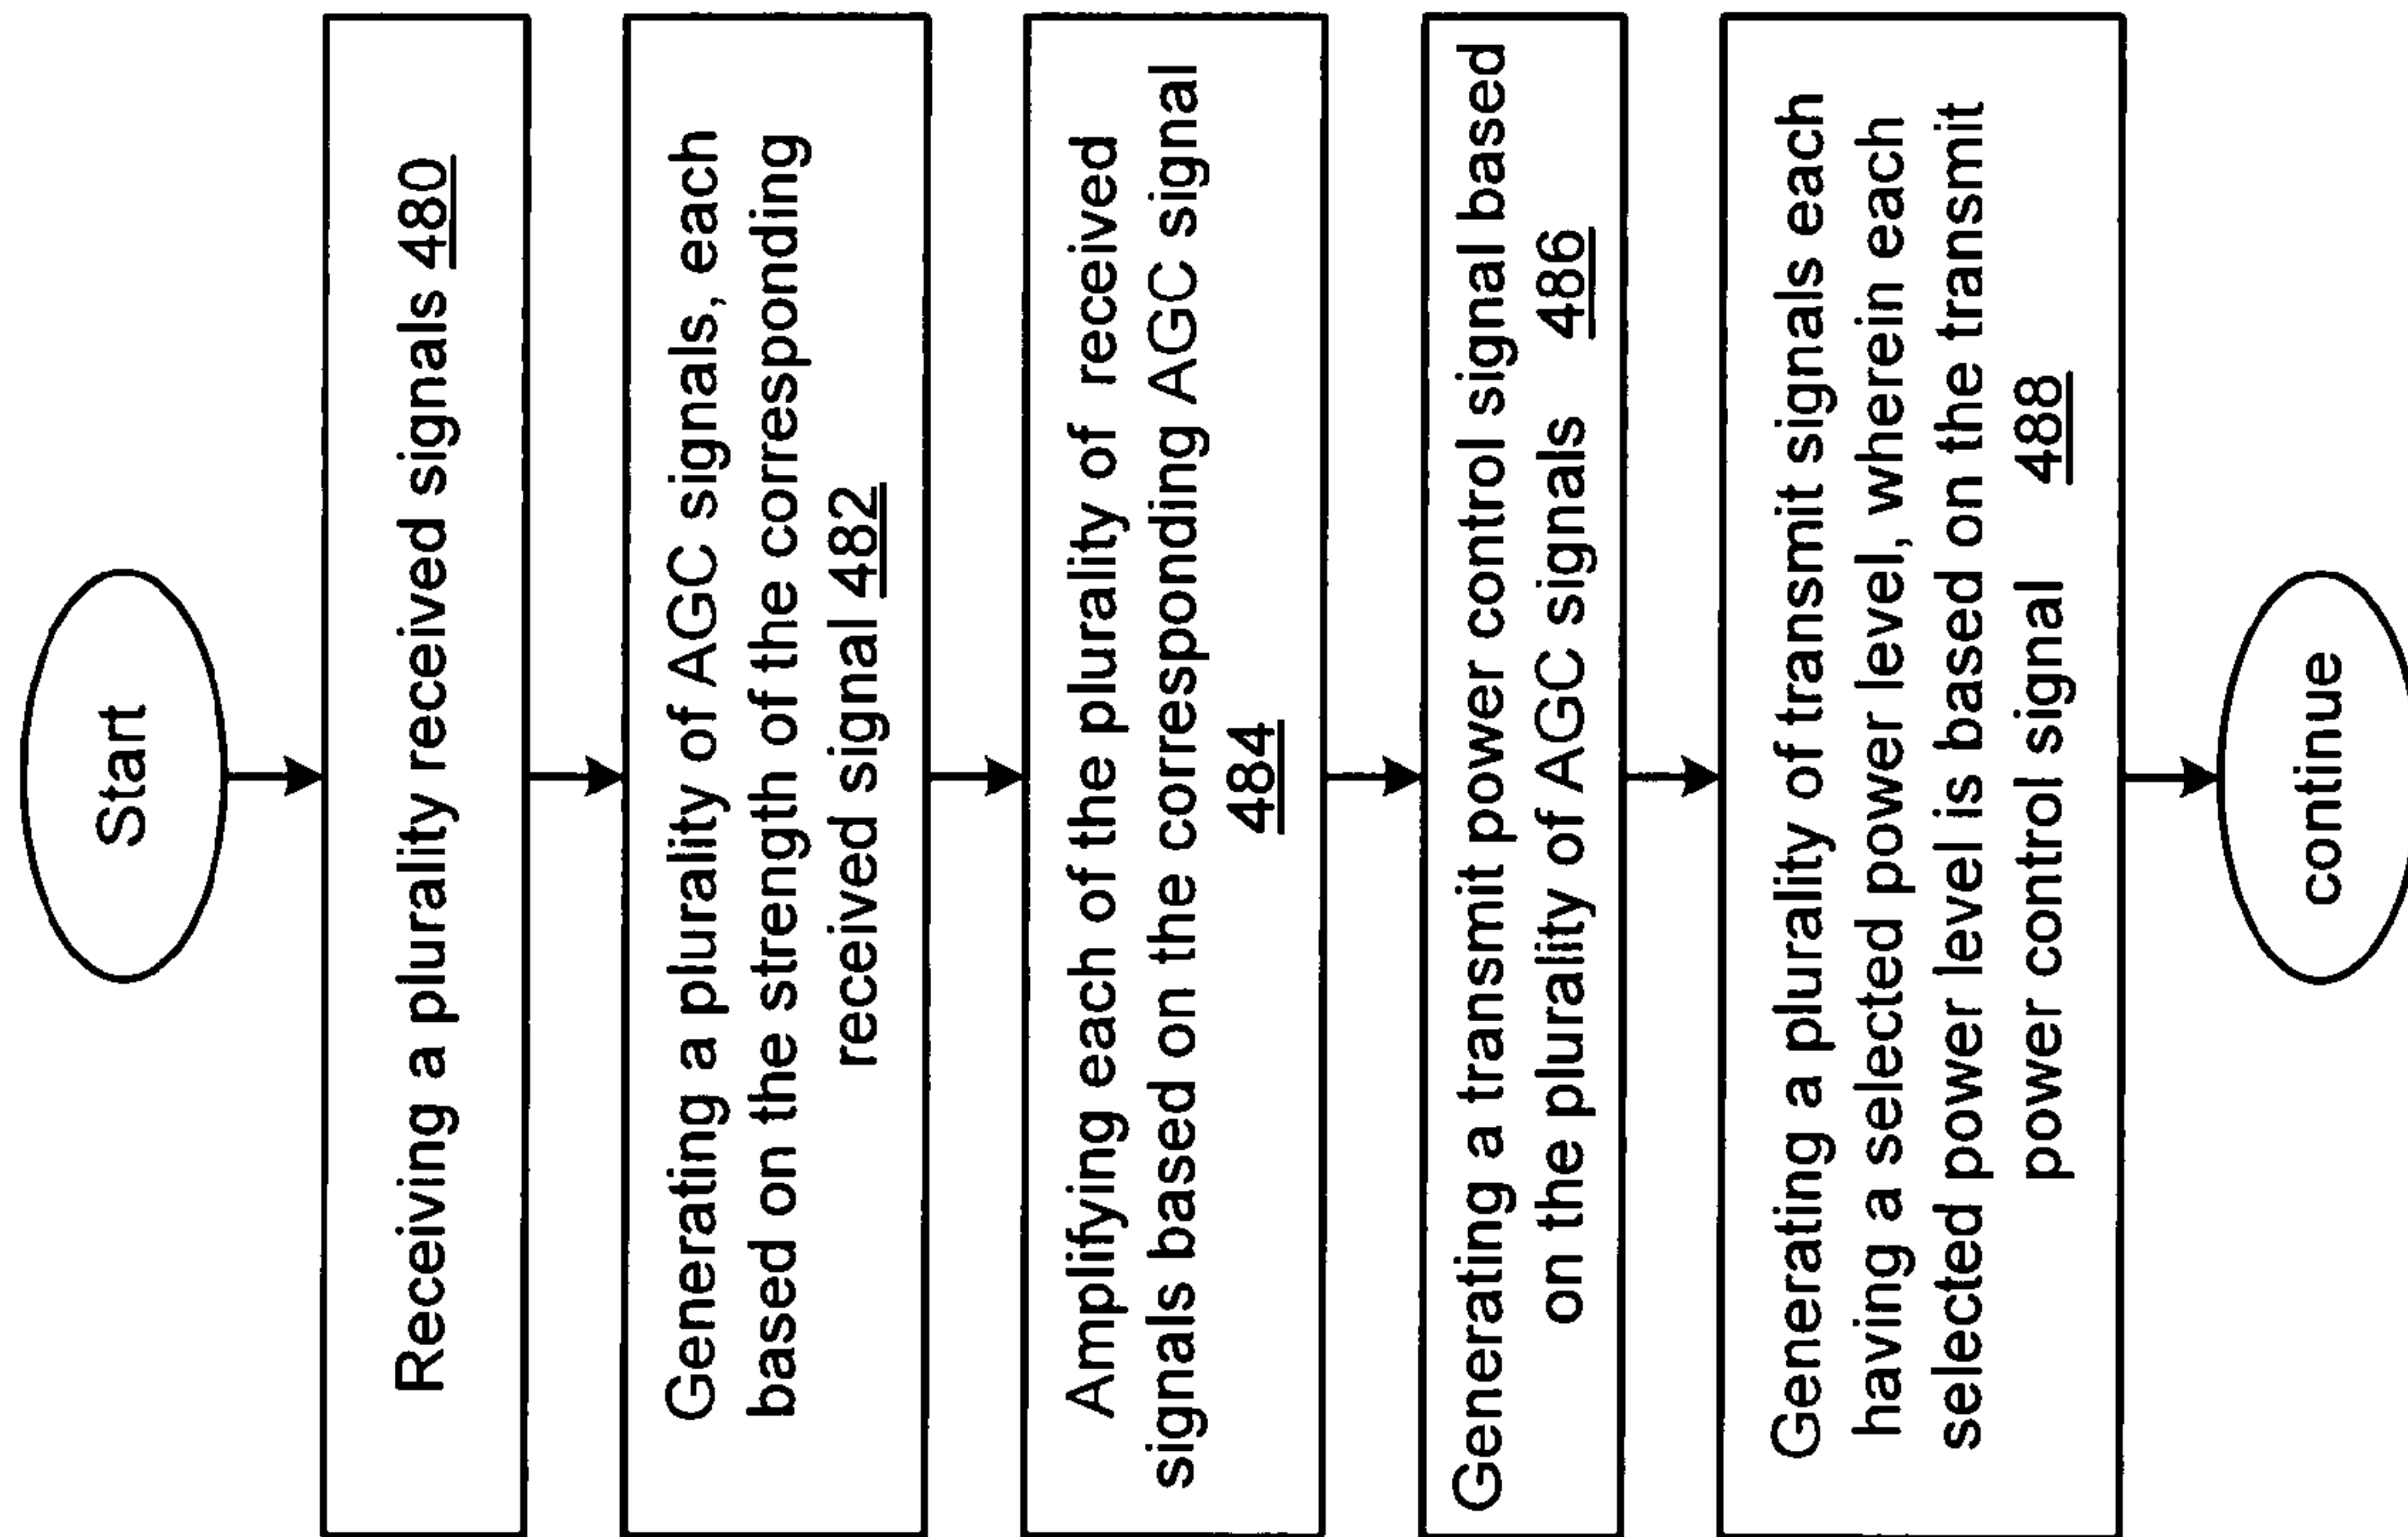 Start
Receiving a plurality received signals 480
Generating a plurality of AGC signals, each
based on the strength of the corresponding
received signal 482
Amplifying each of the plurality of received
signals based on the corresponding AGC signal
484
Generating a transmit power control signal based
on the plurality of AGC signals 486
Generating a plurality of transmit signals each
having a selected power level, wherein each
selected power level is based on the transmit
power control signal 488
continue